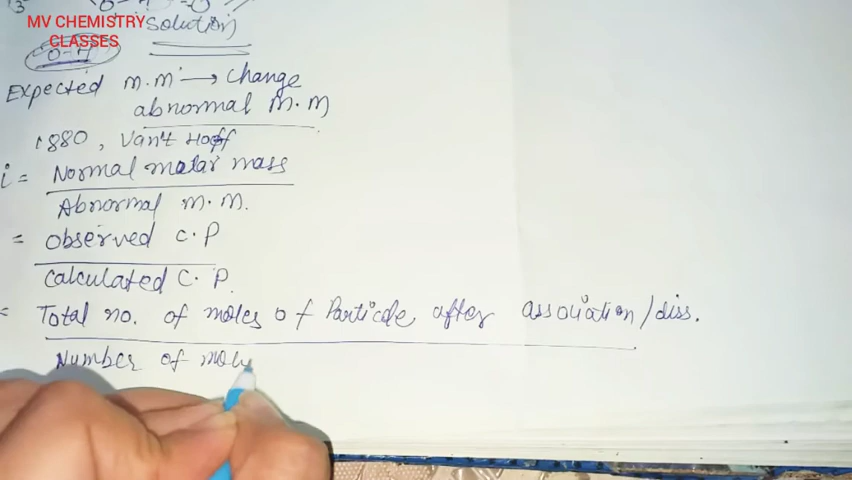 MV CHEMISTRY
CLASSES
Solution
Expected M.M → change
abnormal M.M
1880, Van't Hoff
i = Normal molar mass
Abnormal M.M.
= Observed C.P
Calculated C.P.
= Total no. of moles of Particle after association/diss.
Number of mole